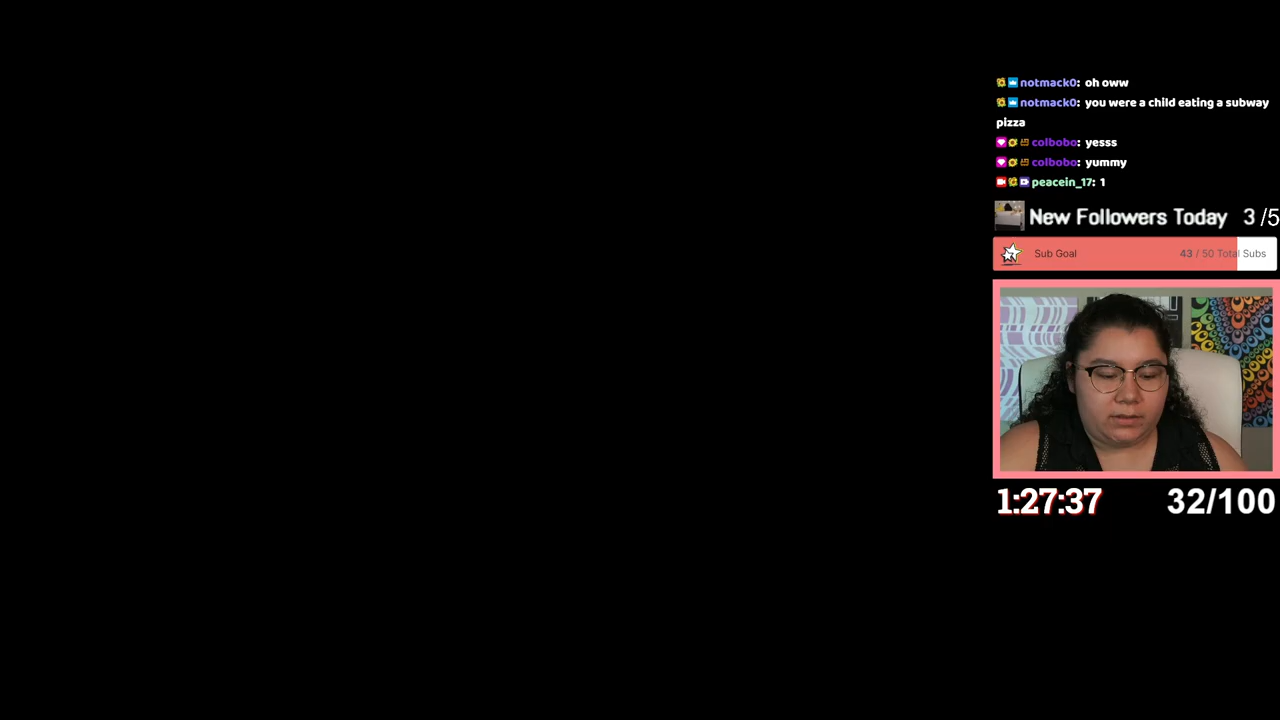 notmack0: oh oww
notmack0: you were a child eating a subway
pizza
colbobo: yesss
colbobo: yummy
peacein_17: 1
New Followers Today 3 /5
Sub Goal 43 / 50 Total Subs
1:27:37 32/100